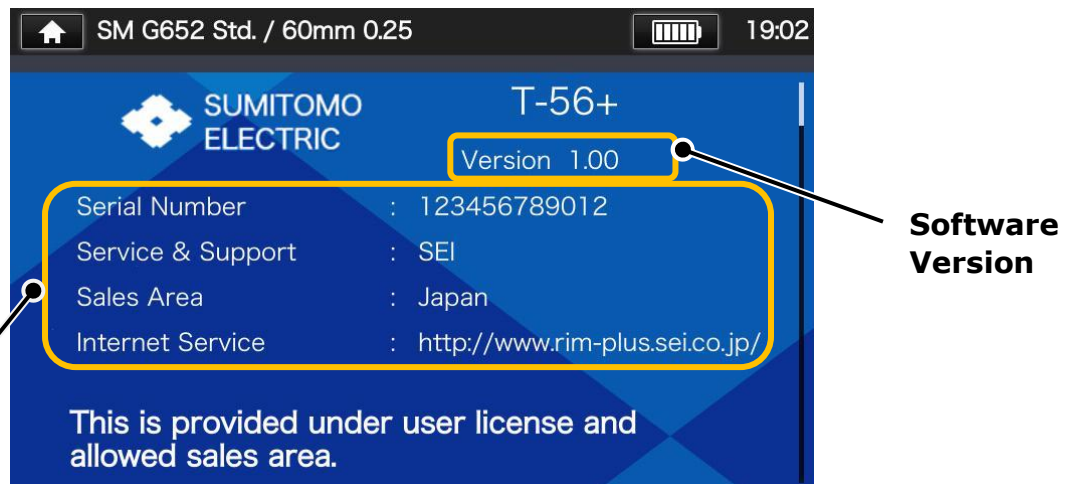 SM G652 Std. / 60mm 0.25
19:02
SUMITOMO
ELECTRIC
T-56+
Version 1.00
Serial Number : 123456789012
Service & Support : SEI
Sales Area : Japan
Internet Service : http://www.rim-plus.sei.co.jp/
This is provided under user license and
allowed sales area.
Software
Version